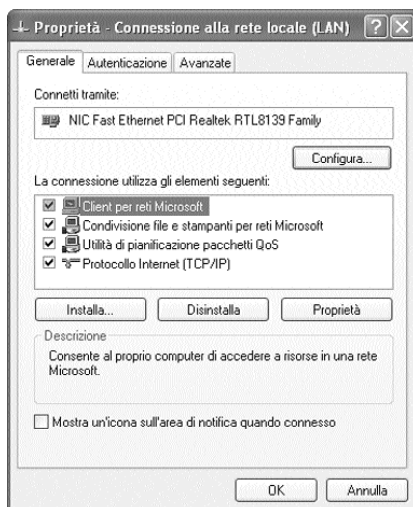 Proprietà - Connessione alla rete locale (LAN)
Generale Autenticazione Avanzate
Connetti tramite:
NIC Fast Ethernet PCI Realtek RTL8139 Family
Configura...
La connessione utilizza gli elementi seguenti:
Client per reti Microsoft
Condivisione file e stampanti per reti Microsoft
Utilità di pianificazione pacchetti QoS
Protocollo Internet (TCP/IP)
Installa... Disinstalla Proprietà
Descrizione
Consente al proprio computer di accedere a risorse in una rete
Microsoft.
Mostra un'icona sull'area di notifica quando connesso
OK Annulla